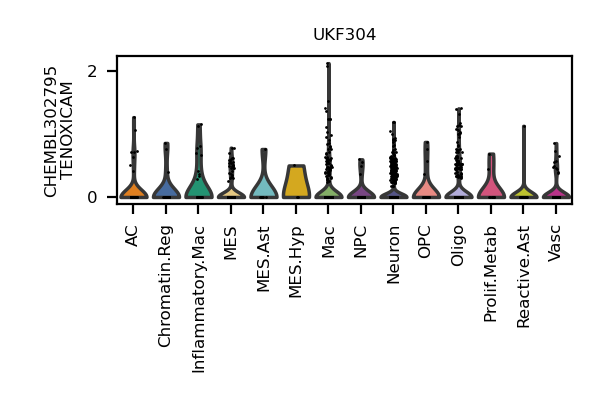 UKF304
CHEMBL302795
TENOXICAM
2
0
AC
Chromatin.Reg
Inflammatory.Mac
MES
MES.Ast
MES.Hyp
Mac
NPC
Neuron
OPC
Oligo
Prolif.Metab
Reactive.Ast
Vasc